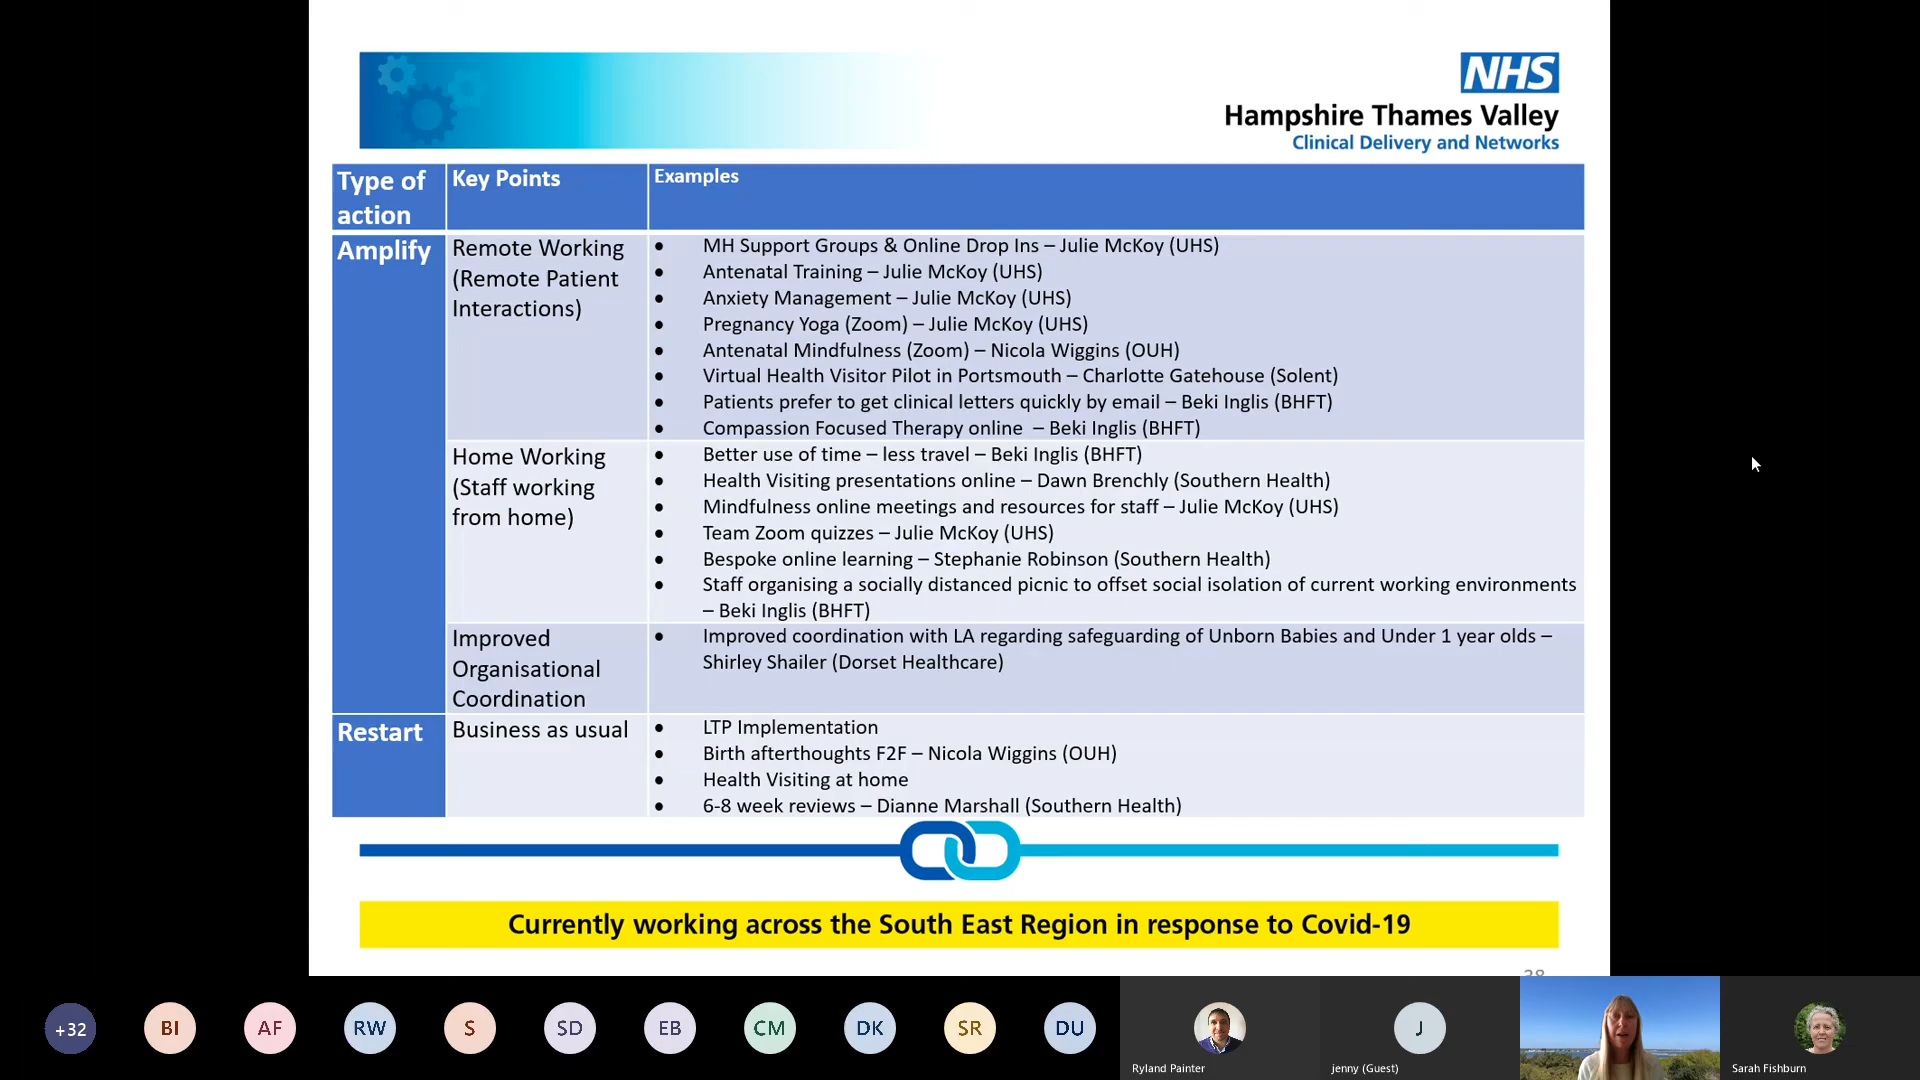 NHS
Hampshire Thames Valley
Clinical Delivery and Networks
Type of
action
Key Points
Examples
Amplify
Remote Working
(Remote Patient
Interactions)
• MH Support Groups & Online Drop Ins – Julie McKoy (UHS)
• Antenatal Training – Julie McKoy (UHS)
• Anxiety Management – Julie McKoy (UHS)
• Pregnancy Yoga (Zoom) – Julie McKoy (UHS)
• Antenatal Mindfulness (Zoom) – Nicola Wiggins (OUH)
• Virtual Health Visitor Pilot in Portsmouth – Charlotte Gatehouse (Solent)
• Patients prefer to get clinical letters quickly by email – Beki Inglis (BHFT)
• Compassion Focused Therapy online – Beki Inglis (BHFT)
Home Working
(Staff working
from home)
• Better use of time – less travel – Beki Inglis (BHFT)
• Health Visiting presentations online – Dawn Brenchly (Southern Health)
• Mindfulness online meetings and resources for staff – Julie McKoy (UHS)
• Team Zoom quizzes – Julie McKoy (UHS)
• Bespoke online learning – Stephanie Robinson (Southern Health)
• Staff organising a socially distanced picnic to offset social isolation of current working environments
– Beki Inglis (BHFT)
Improved
Organisational
Coordination
• Improved coordination with LA regarding safeguarding of Unborn Babies and Under 1 year olds –
Shirley Shailer (Dorset Healthcare)
Restart
Business as usual
• LTP Implementation
• Birth afterthoughts F2F – Nicola Wiggins (OUH)
• Health Visiting at home
• 6-8 week reviews – Dianne Marshall (Southern Health)
Currently working across the South East Region in response to Covid-19
+32
BI
AF
RW
S
SD
EB
CM
DK
SR
DU
J
Ryland Painter
jenny (Guest)
Sarah Fishburn